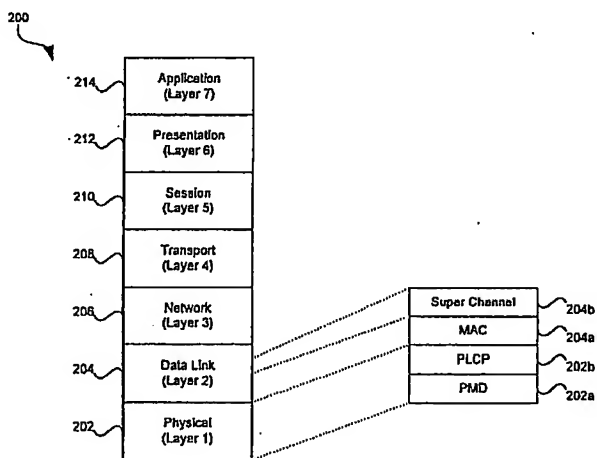 200
214
Application
(Layer 7)
212
Presentation
(Layer 6)
210
Session
(Layer 5)
208
Transport
(Layer 4)
206
Network
(Layer 3)
204
Data Link
(Layer 2)
202
Physical
(Layer 1)
Super Channel
204b
MAC
204a
PLCP
202b
PMD
202a